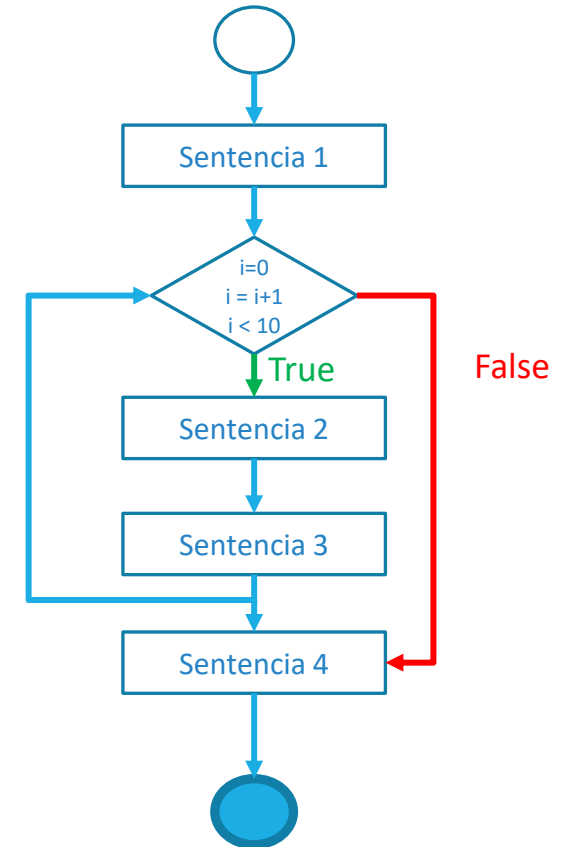 Sentencia 1
i=0
i = i+1
i < 10
True
False
Sentencia 2
Sentencia 3
Sentencia 4